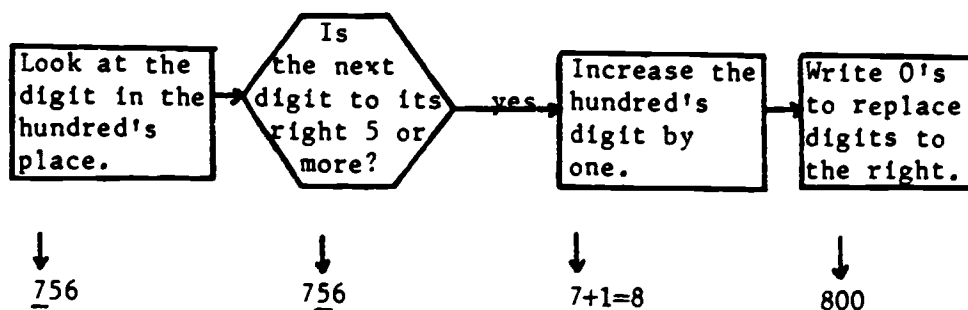 Look at the
digit in the
hundred's
place.
Is
the next
digit to its
right 5 or
more?
yes
Increase the
hundred's
digit by
one.
Write 0's
to replace
digits to
the right.
756
756
7+1=8
800